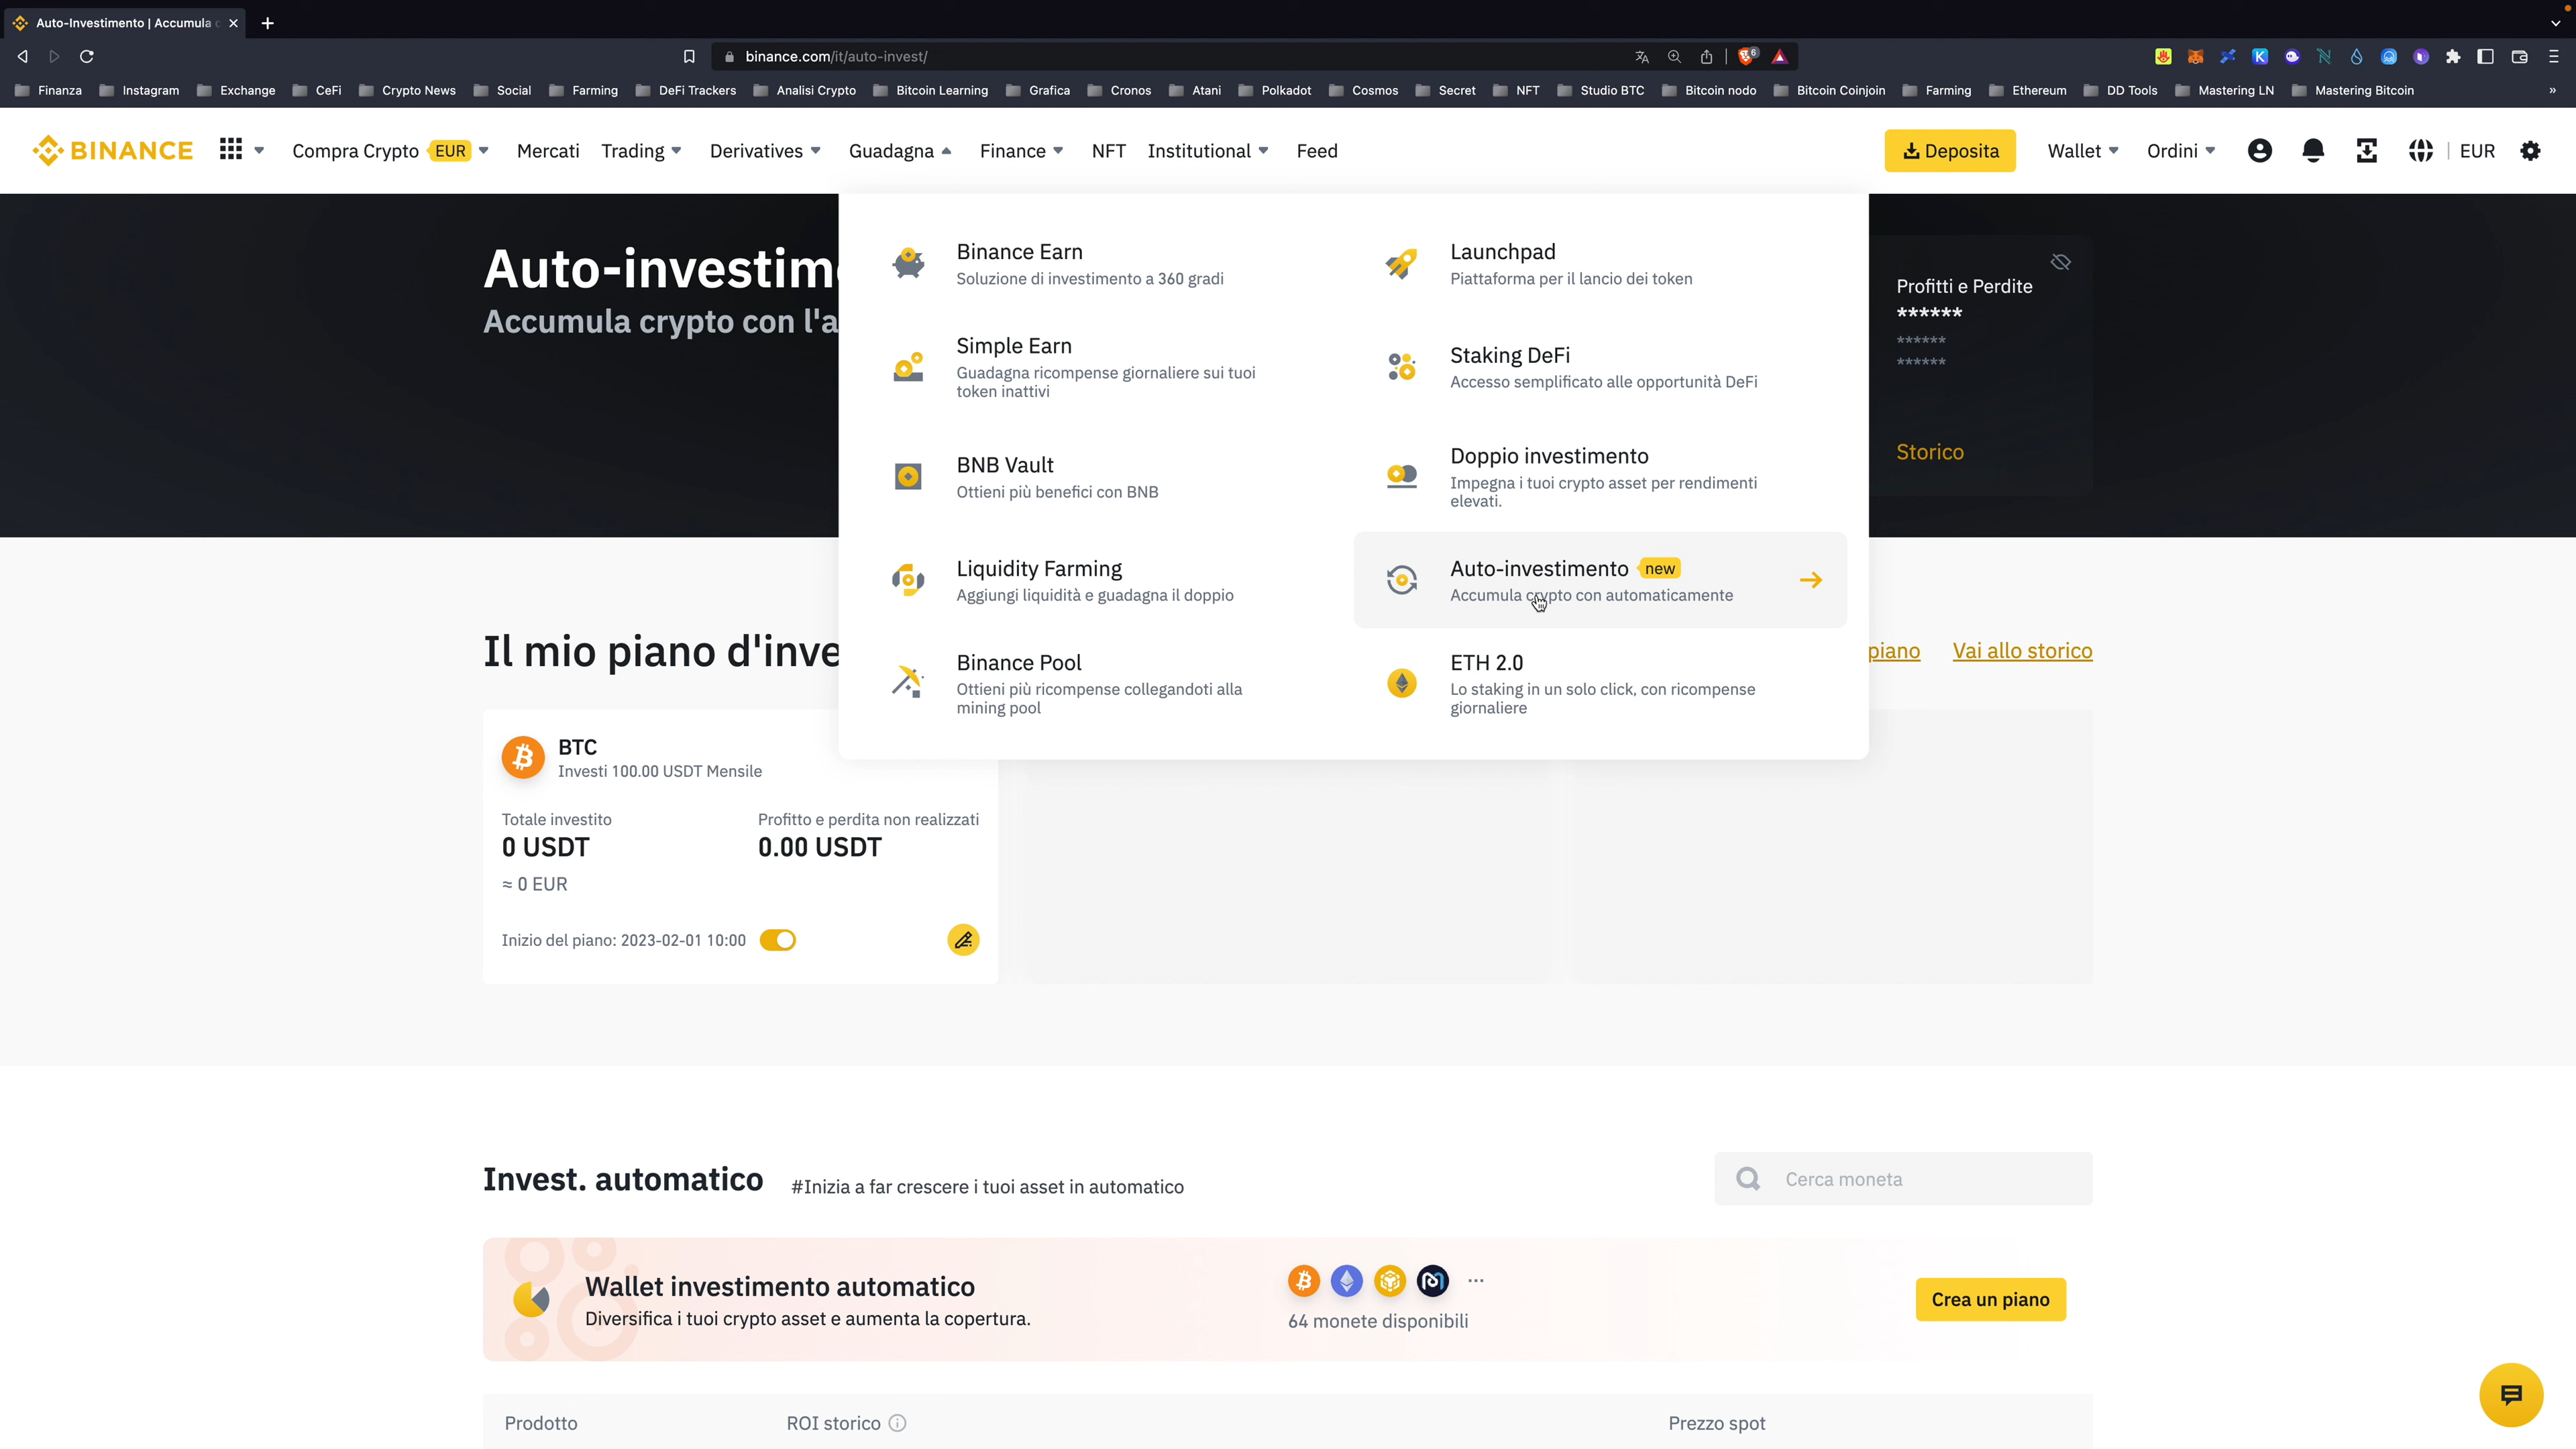 Auto-Investimento | Accumula
binance.com/it/auto-invest/
6
Finanza Instagram Exchange CeFi Crypto News Social Farming DeFi Trackers Analisi Crypto Bitcoin Learning Grafica Cronos Atani Polkadot Cosmos Secret NFT Studio BTC Bitcoin nodo Bitcoin Coinjoin Farming Ethereum DD Tools Mastering LN Mastering Bitcoin »
BINANCE Compra Crypto EUR Mercati Trading Derivatives Guadagna Finance NFT Institutional Feed Deposita Wallet Ordini EUR
Auto-investim
Accumula crypto con l'a
Binance Earn
Soluzione di investimento a 360 gradi
Simple Earn
Guadagna ricompense giornaliere sui tuoi
token inattivi
BNB Vault
Ottieni più benefici con BNB
Liquidity Farming
Aggiungi liquidità e guadagna il doppio
Binance Pool
Ottieni più ricompense collegandoti alla
mining pool
Launchpad
Piattaforma per il lancio dei token
Staking DeFi
Accesso semplificato alle opportunità DeFi
Doppio investimento
Impegna i tuoi crypto asset per rendimenti
elevati.
Auto-investimento new
Accumula crypto con automaticamente
ETH 2.0
Lo staking in un solo click, con ricompense
giornaliere
Profitti e Perdite
******
******
******
Storico
Il mio piano d'inve
piano Vai allo storico
BTC
Investi 100.00 USDT Mensile
Totale investito Profitto e perdita non realizzati
0 USDT 0.00 USDT
≈ 0 EUR
Inizio del piano: 2023-02-01 10:00
Invest. automatico #Inizia a far crescere i tuoi asset in automatico Cerca moneta
Wallet investimento automatico
Diversifica i tuoi crypto asset e aumenta la copertura.
64 monete disponibili
Crea un piano
Prodotto ROI storico Prezzo spot